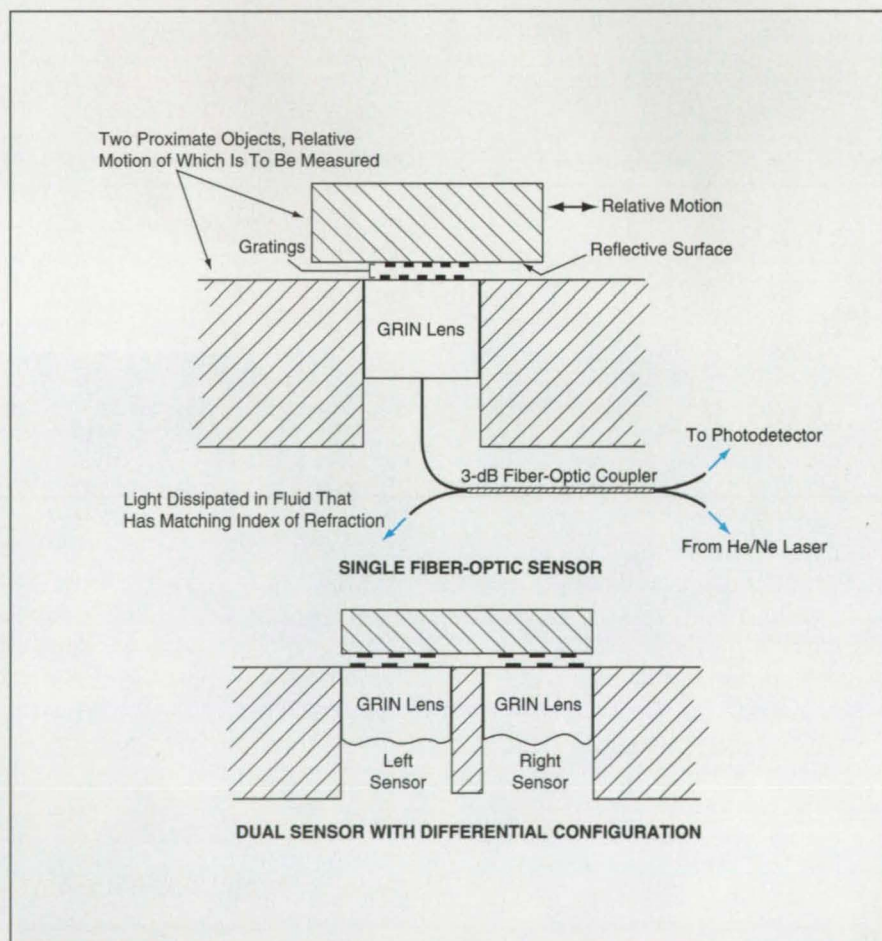 Two Proximate Objects, Relative
Motion of Which Is To Be Measured
Relative Motion
Gratings
Reflective Surface
GRIN Lens
To Photodetector
3-dB Fiber-Optic Coupler
Light Dissipated in Fluid That
Has Matching Index of Refraction
From He/Ne Laser
SINGLE FIBER-OPTIC SENSOR
GRIN Lens
GRIN Lens
Left
Sensor
Right
Sensor
DUAL SENSOR WITH DIFFERENTIAL CONFIGURATION